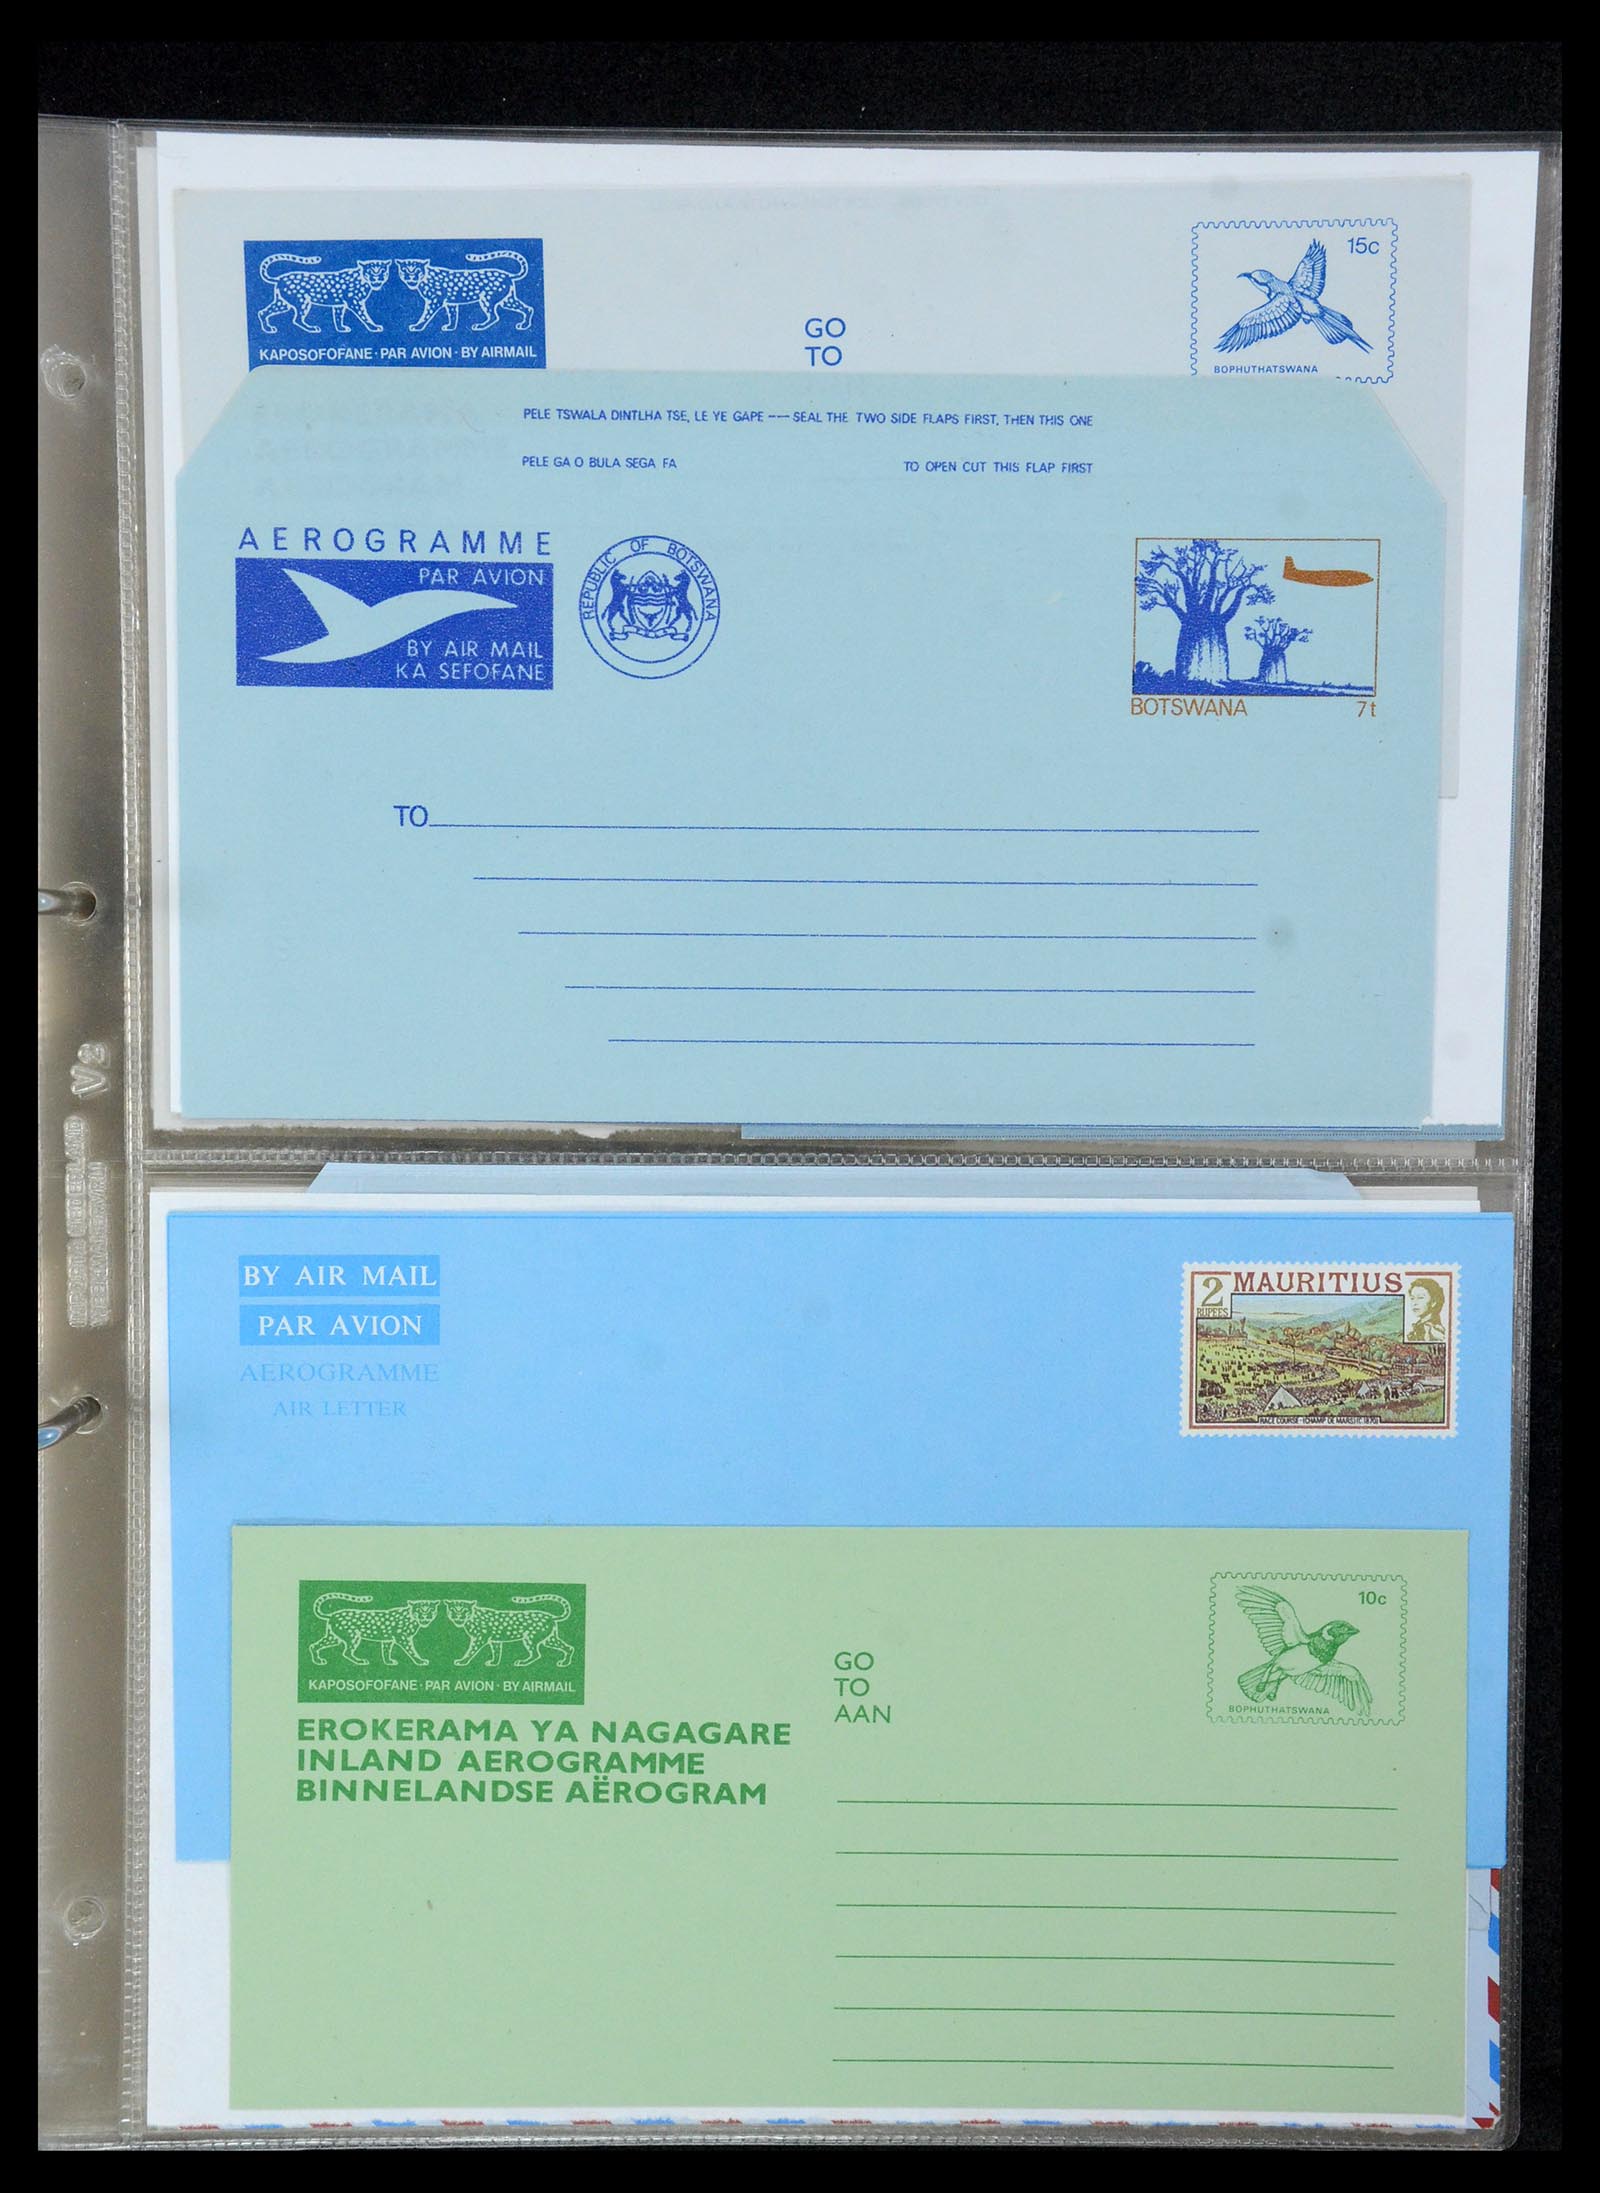 15c
KAPOSOFOFANE · PAR AVION · BY AIRMAIL
GO
TO
BOPHUTHATSWANA
PELE TSWALA DINTLHA TSE, LE YE GAPE -- SEAL THE TWO SIDE FLAPS FIRST, THEN THIS ONE
PELE GA O BULA SEGA FA TO OPEN CUT THIS FLAP FIRST
AEROGRAMME
PAR AVION
BY AIR MAIL
KA SEFOFANE
REPUBLIC OF BOTSWANA
BOTSWANA 7t
TO
V2
BY AIR MAIL
PAR AVION
AEROGRAMME
AIR LETTER
2 MAURITIUS
RUPEES
RACE COURSE
10c
KAPOSOFOFANE · PAR AVION · BY AIRMAIL
GO
TO
AAN
BOPHUTHATSWANA
EROKERAMA YA NAGAGARE
INLAND AEROGRAMME
BINNELANDSE AËROGRAM